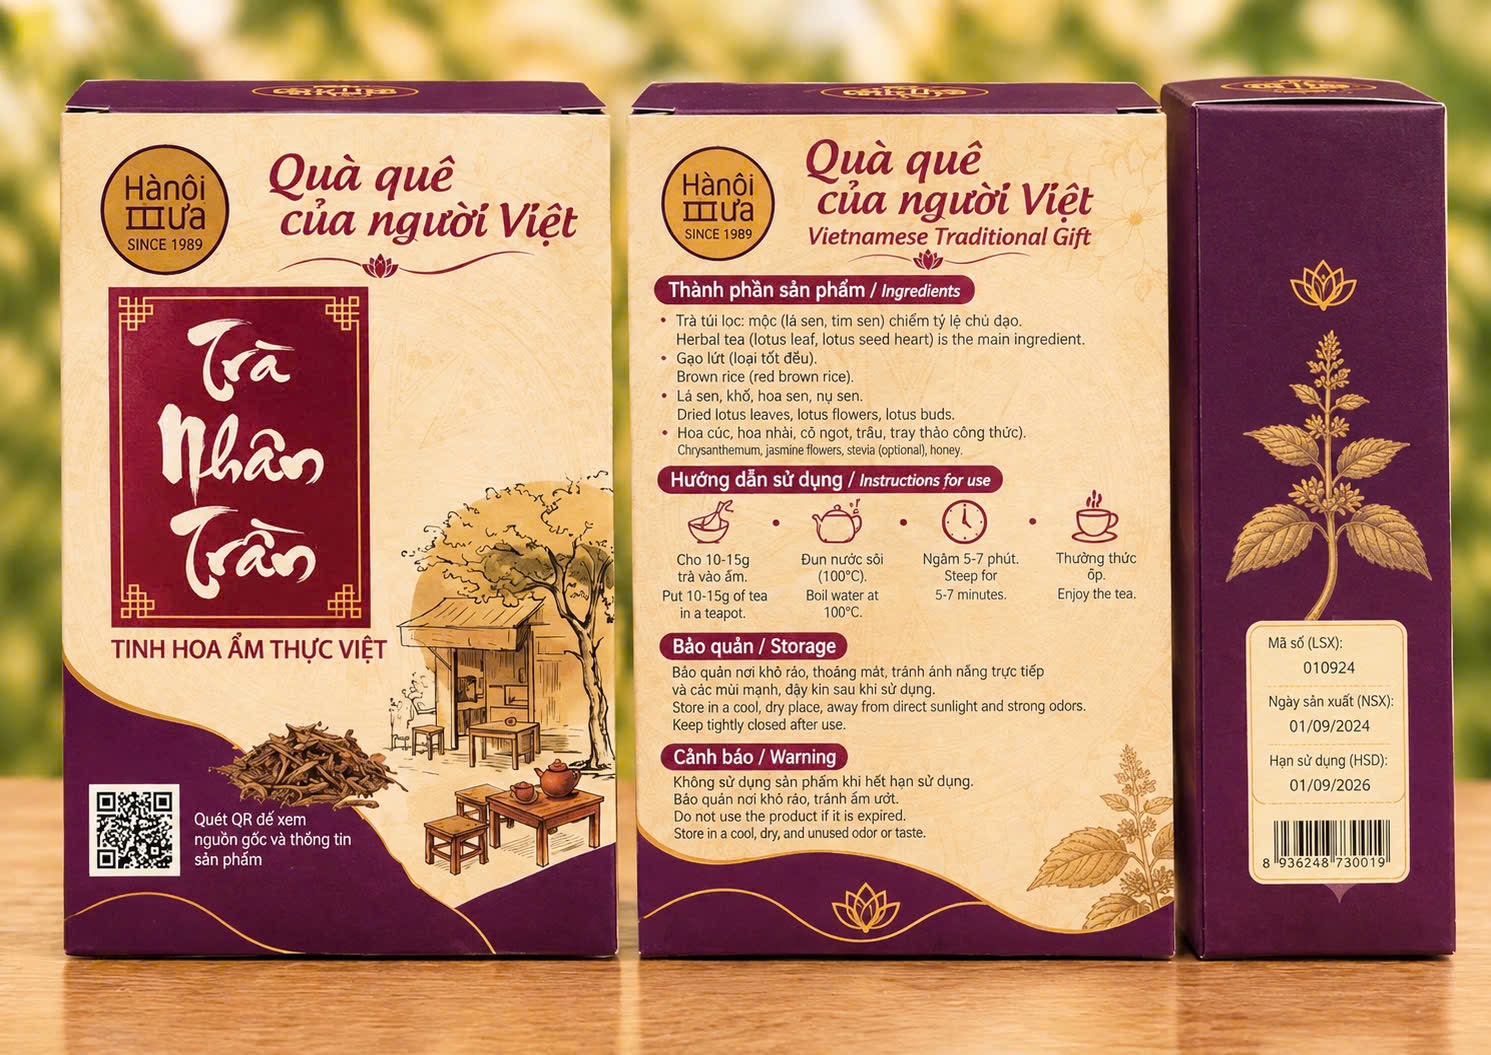 Hànôi
xưa
SINCE 1989
Quà quê
của người Việt
Trà
Nhân
Trần
TINH HOA ẨM THỰC VIỆT
Quét QR để xem
nguồn gốc và thông tin
sản phẩm
Hànôi
xưa
SINCE 1989
Quà quê
của người Việt
Vietnamese Traditional Gift
Thành phần sản phẩm / Ingredients
• Trà túi lọc: mộc (lá sen, tim sen) chiếm tỷ lệ chủ đạo.
Herbal tea (lotus leaf, lotus seed heart) is the main ingredient.
• Gạo lứt (loại tốt đều).
Brown rice (red brown rice).
• Lá sen, khổ, hoa sen, nụ sen.
Dried lotus leaves, lotus flowers, lotus buds.
• Hoa cúc, hoa nhài, cỏ ngọt, trâu, tray thảo công thức).
Chrysanthemum, jasmine flowers, stevia (optional), honey.
Hướng dẫn sử dụng / Instructions for use
Cho 10-15g
trà vào ấm.
Put 10-15g of tea
in a teapot.
Đun nước sôi
(100°C).
Boil water at
100°C.
Ngâm 5-7 phút.
Steep for
5-7 minutes.
Thường thức
ôp.
Enjoy the tea.
Bảo quản / Storage
Bảo quản nơi khô ráo, thoáng mát, tránh ánh nắng trực tiếp
và các mùi mạnh, đậy kín sau khi sử dụng.
Store in a cool, dry place, away from direct sunlight and strong odors.
Keep tightly closed after use.
Cảnh báo / Warning
Không sử dụng sản phẩm khi hết hạn sử dụng.
Bảo quản nơi khô ráo, tránh ẩm ướt.
Do not use the product if it is expired.
Store in a cool, dry, and unused odor or taste.
Mã số (LSX):
010924
Ngày sản xuất (NSX):
01/09/2024
Hạn sử dụng (HSD):
01/09/2026
8 936248 730019